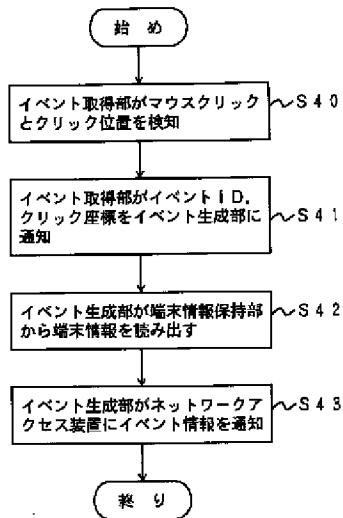 始め
イベント取得部がマウスクリック
とクリック位置を検知
S40
イベント取得部がイベントID,
クリック座標をイベント生成部に
通知
S41
イベント生成部が端末情報保持部
から端末情報を読み出す
S42
イベント生成部がネットワークア
クセス装置にイベント情報を通知
S43
終り